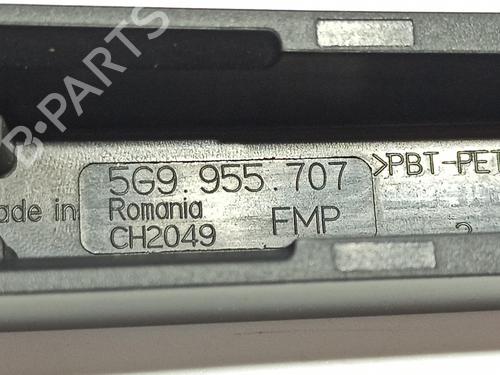 B-PARTS
5G9.955.707
>PBT-PET
ade in Romania
CH2049 FMP